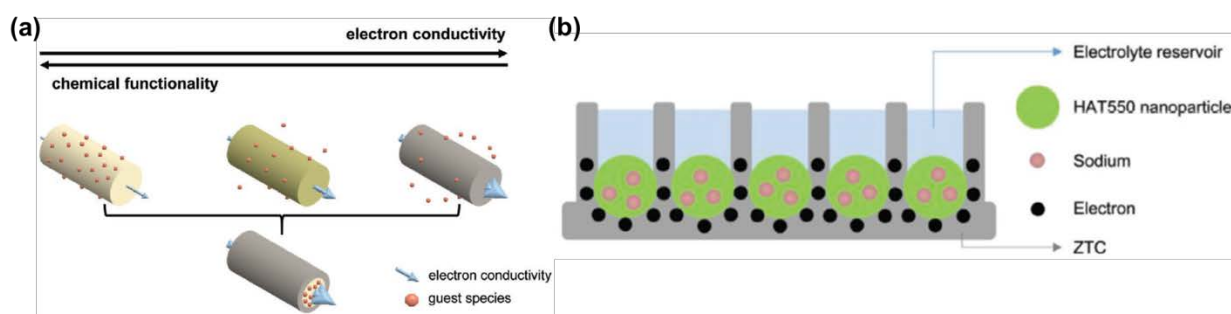 (a)
electron conductivity
chemical functionality
electron conductivity
guest species
(b)
Electrolyte reservoir
HAT550 nanoparticle
Sodium
Electron
ZTC